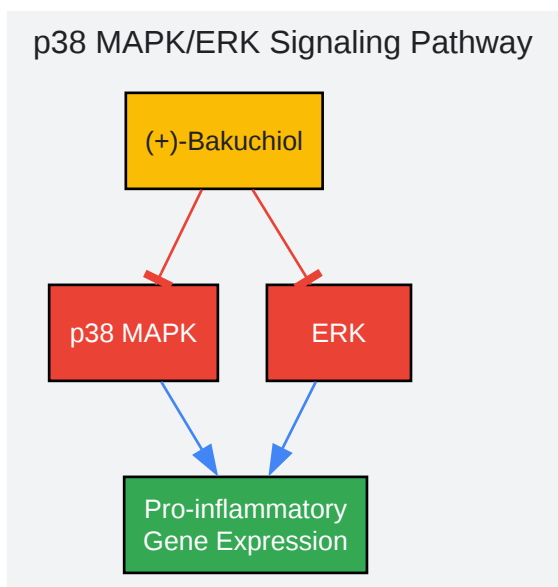 p38 MAPK/ERK Signaling Pathway
(+)-Bakuchiol
p38 MAPK
ERK
Pro-inflammatory
Gene Expression